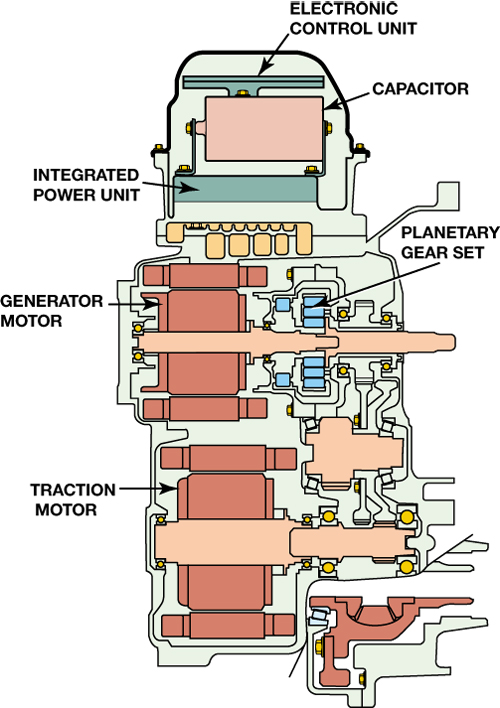 ELECTRONIC
CONTROL UNIT
CAPACITOR
INTEGRATED
POWER UNIT
PLANETARY
GEAR SET
GENERATOR
MOTOR
TRACTION
MOTOR